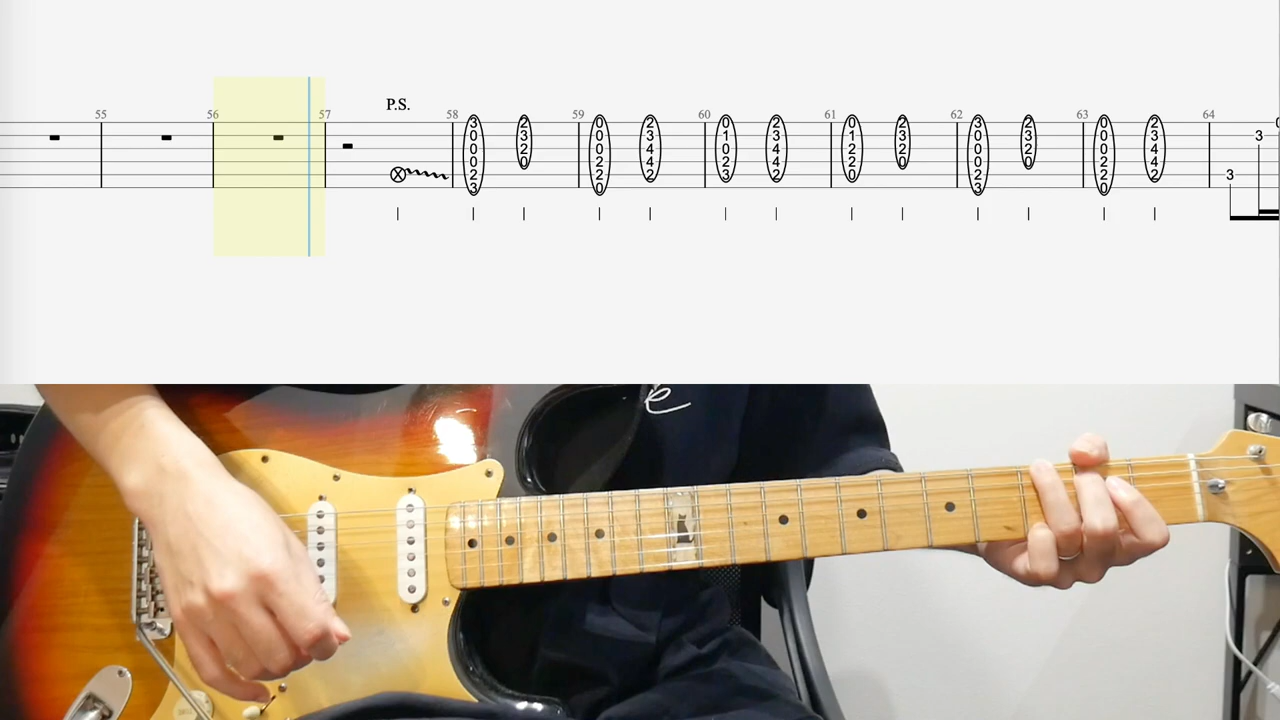 P.S.
55 56 57 58 59 60 61 62 63 64
3 2 0 2 0 2 0 2 3 2 0 2 0
0 3 0 3 1 3 1 3 0 3 0 3 3
0 2 0 4 0 4 2 2 0 2 0 4
0 0 2 4 2 4 2 0 0 0 2 4
2 2 2 3 2 0 2 2 2 3
3 0 3 0
e